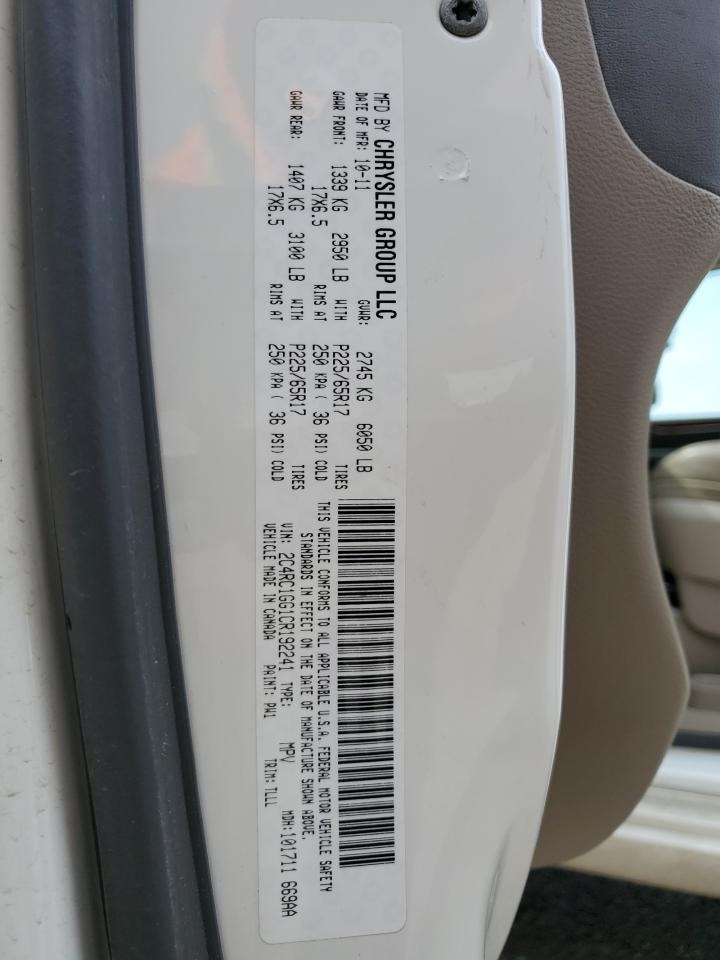 MFD BY CHRYSLER GROUP LLC
DATE OF MFR: 10-11 GVWR: 2745 KG 6050 LB
GAWR FRONT: 1339 KG 2950 LB WITH P225/65R17 TIRES
17X6.5 RIMS AT 250 KPA ( 36 PSI) COLD
GAWR REAR: 1407 KG 3100 LB WITH P225/65R17 TIRES
17X6.5 RIMS AT 250 KPA ( 36 PSI) COLD
THIS VEHICLE CONFORMS TO ALL APPLICABLE U.S.A. FEDERAL MOTOR VEHICLE SAFETY
STANDARDS IN EFFECT ON THE DATE OF MANUFACTURE SHOWN ABOVE.
VIN: 2C4RC1GG1CR192241 TYPE: MPV MDH: 101711 669AA
VEHICLE MADE IN CANADA PAINT: PW1 TRIM: TLLL